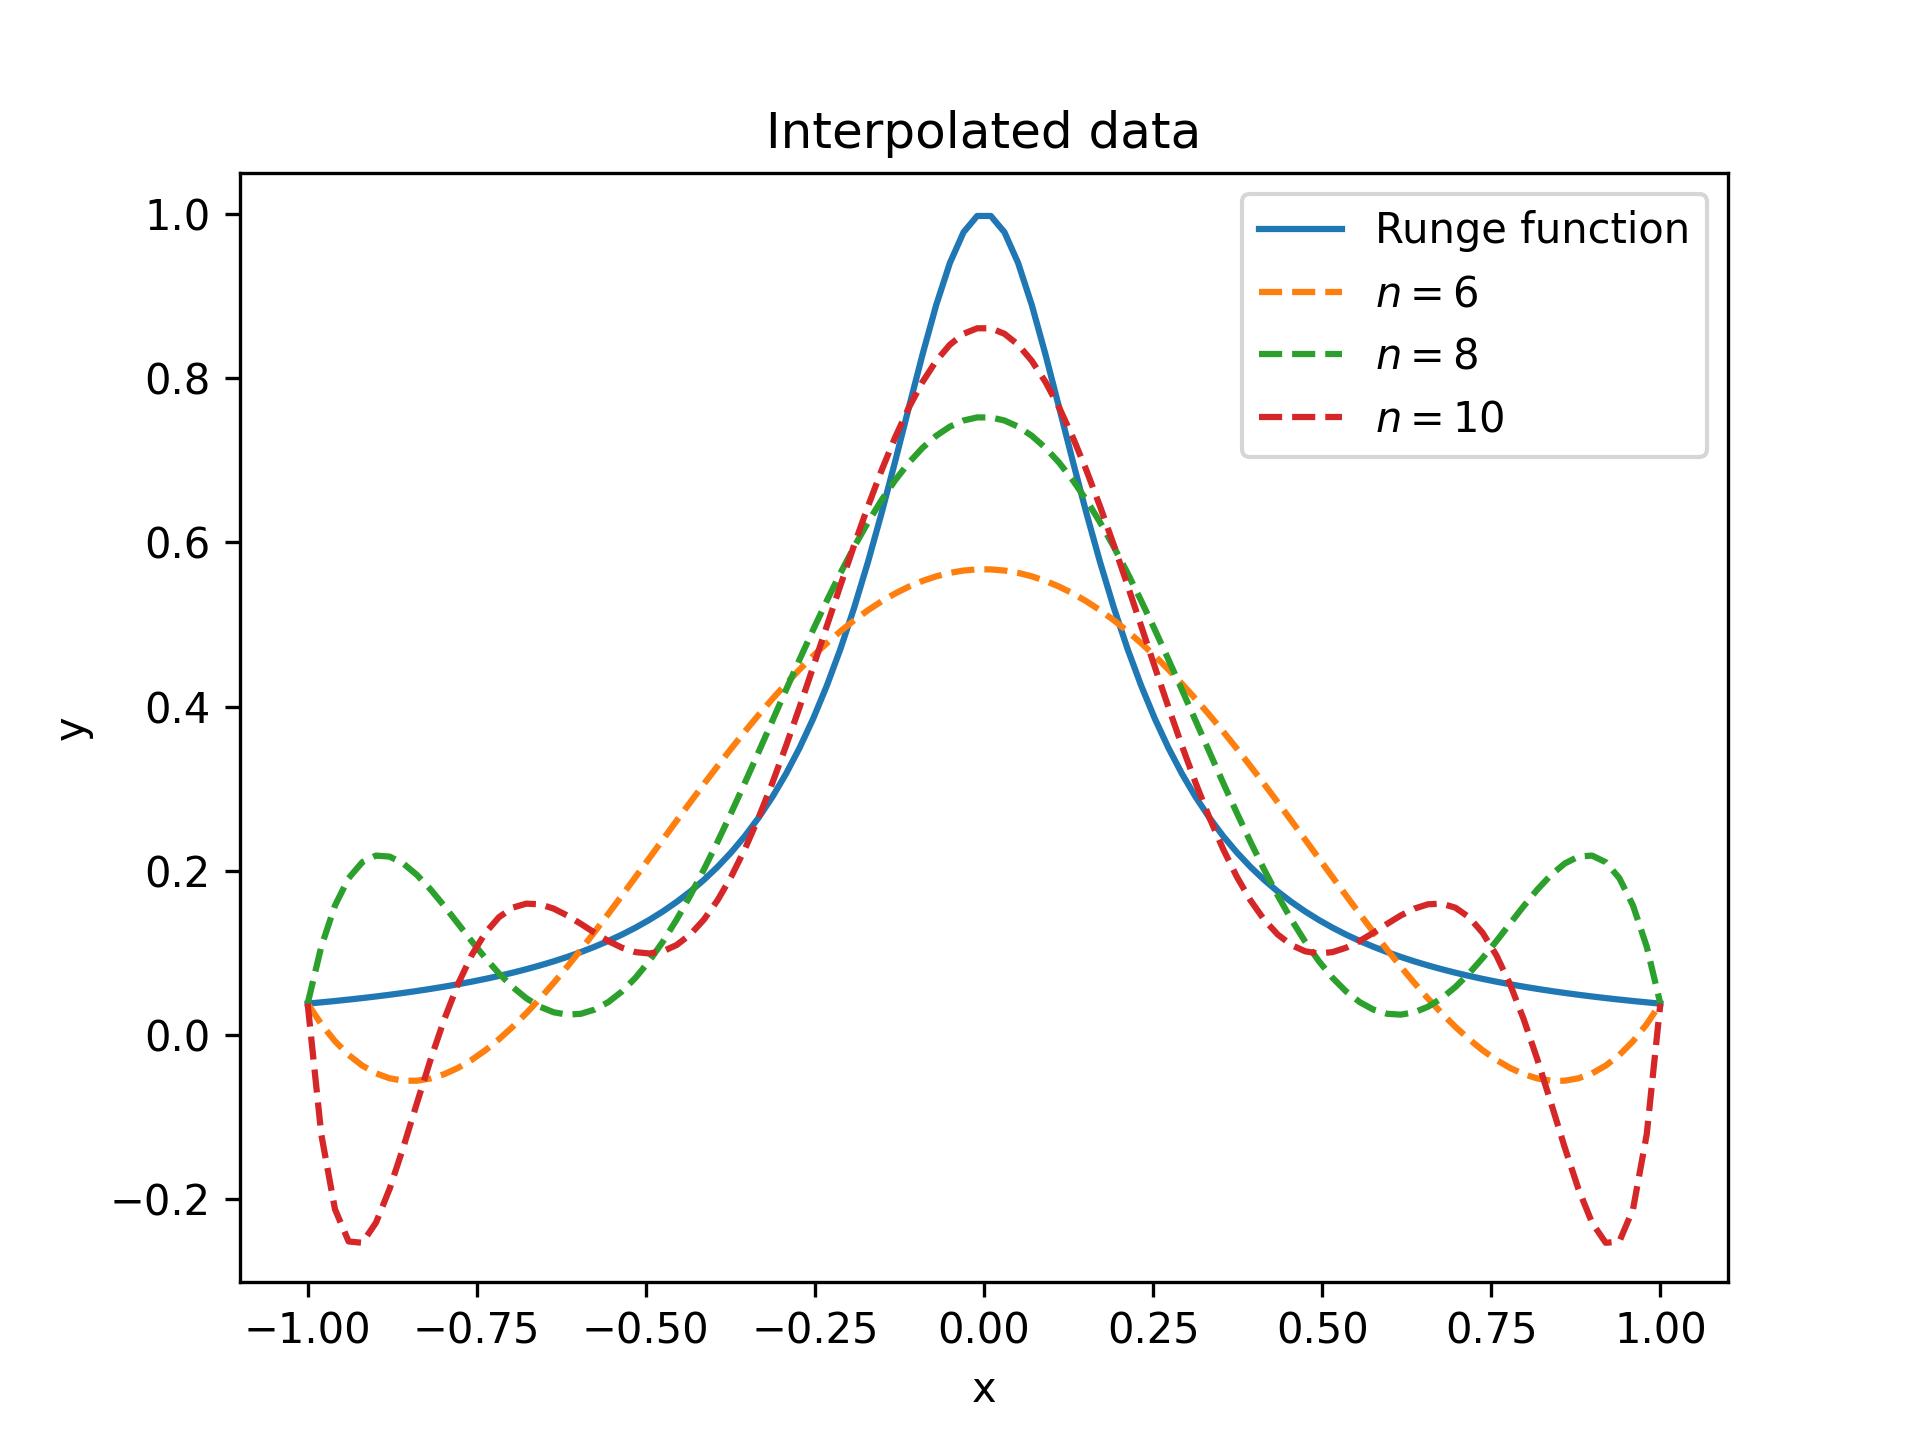 Interpolated data
1.0
0.8
0.6
0.4
0.2
0.0
−0.2
y
Runge function
n = 6
n = 8
n = 10
−1.00 −0.75 −0.50 −0.25 0.00 0.25 0.50 0.75 1.00
x